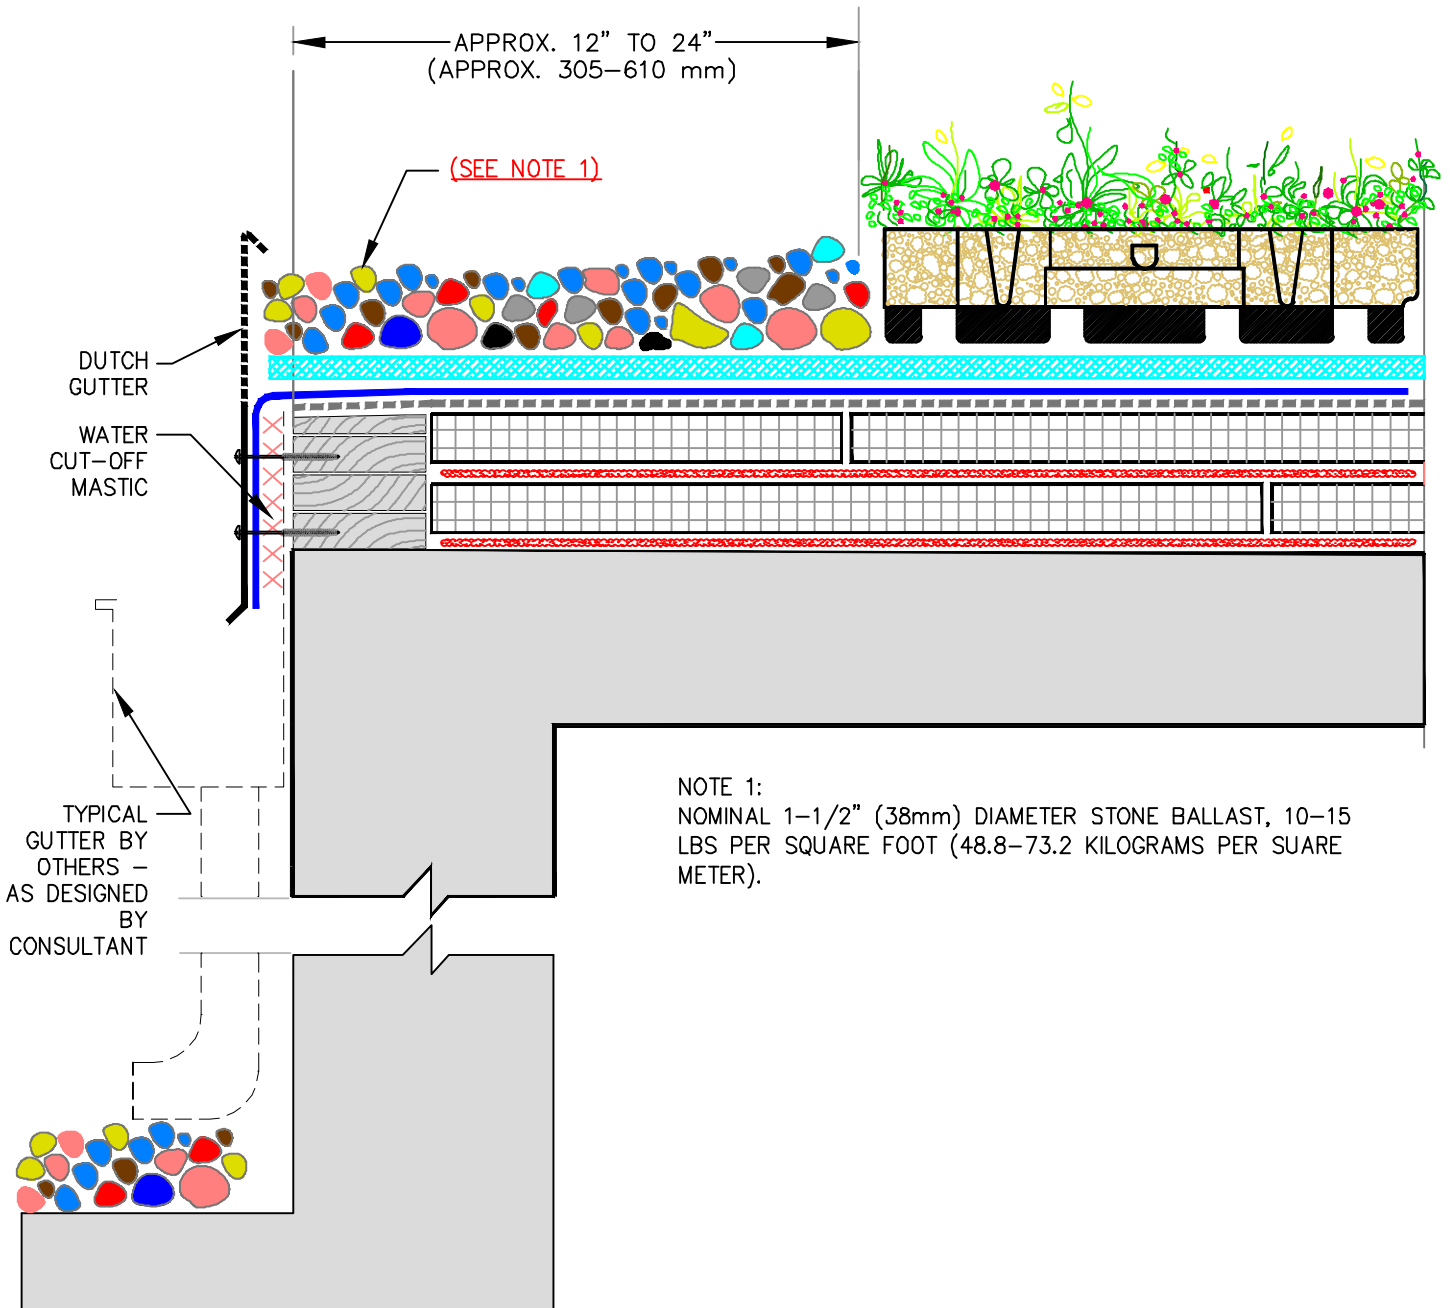 APPROX. 12” TO 24”
(APPROX. 305–610 mm)
(SEE NOTE 1)
DUTCH
GUTTER
WATER
CUT–OFF
MASTIC
TYPICAL
GUTTER BY
OTHERS –
AS DESIGNED
BY
CONSULTANT
NOTE 1:
NOMINAL 1–1/2” (38mm) DIAMETER STONE BALLAST, 10–15
LBS PER SQUARE FOOT (48.8–73.2 KILOGRAMS PER SUARE
METER).